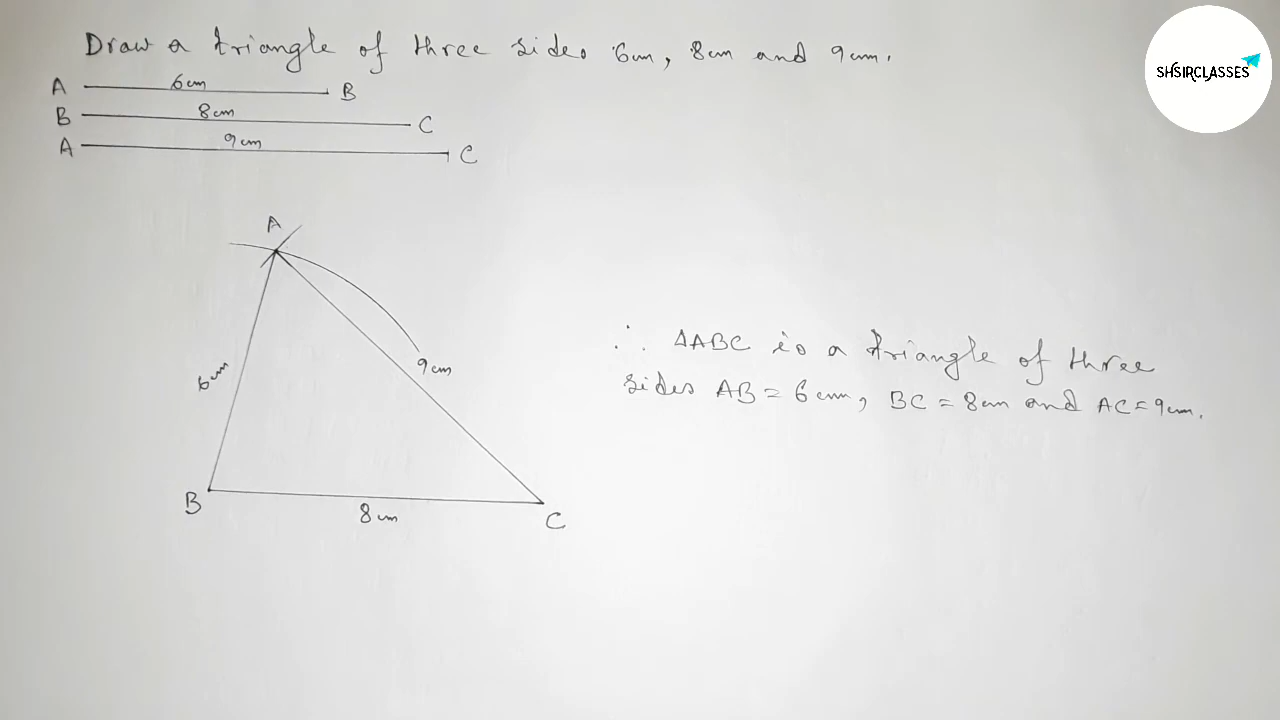 Draw a triangle of three sides 6cm, 8cm and 9cm.
SHSIRCLASSES
A 6cm B
B 8cm C
A 9cm C
A
6cm
9cm
B
8cm
C
∴ ΔABC is a triangle of three
sides AB = 6cm, BC = 8cm and AC = 9cm.